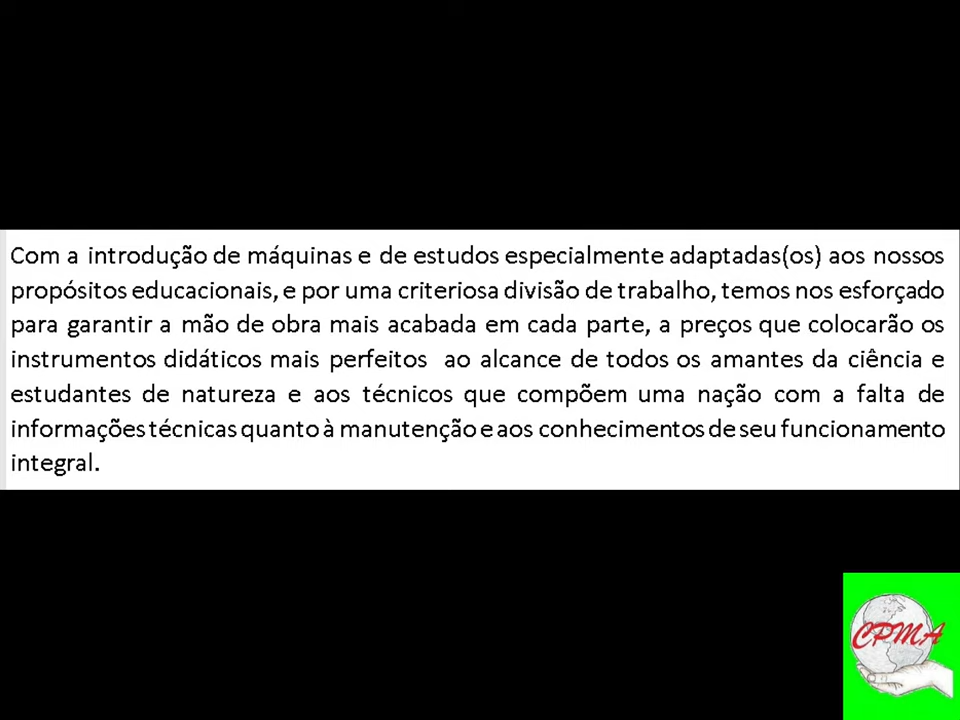 Com a introdução de máquinas e de estudos especialmente adaptadas(os) aos nossos
propósitos educacionais, e por uma criteriosa divisão de trabalho, temos nos esforçado
para garantir a mão de obra mais acabada em cada parte, a preços que colocarão os
instrumentos didáticos mais perfeitos ao alcance de todos os amantes da ciência e
estudantes de natureza e aos técnicos que compõem uma nação com a falta de
informações técnicas quanto à manutenção e aos conhecimentos de seu funcionamento
integral.
CPMA